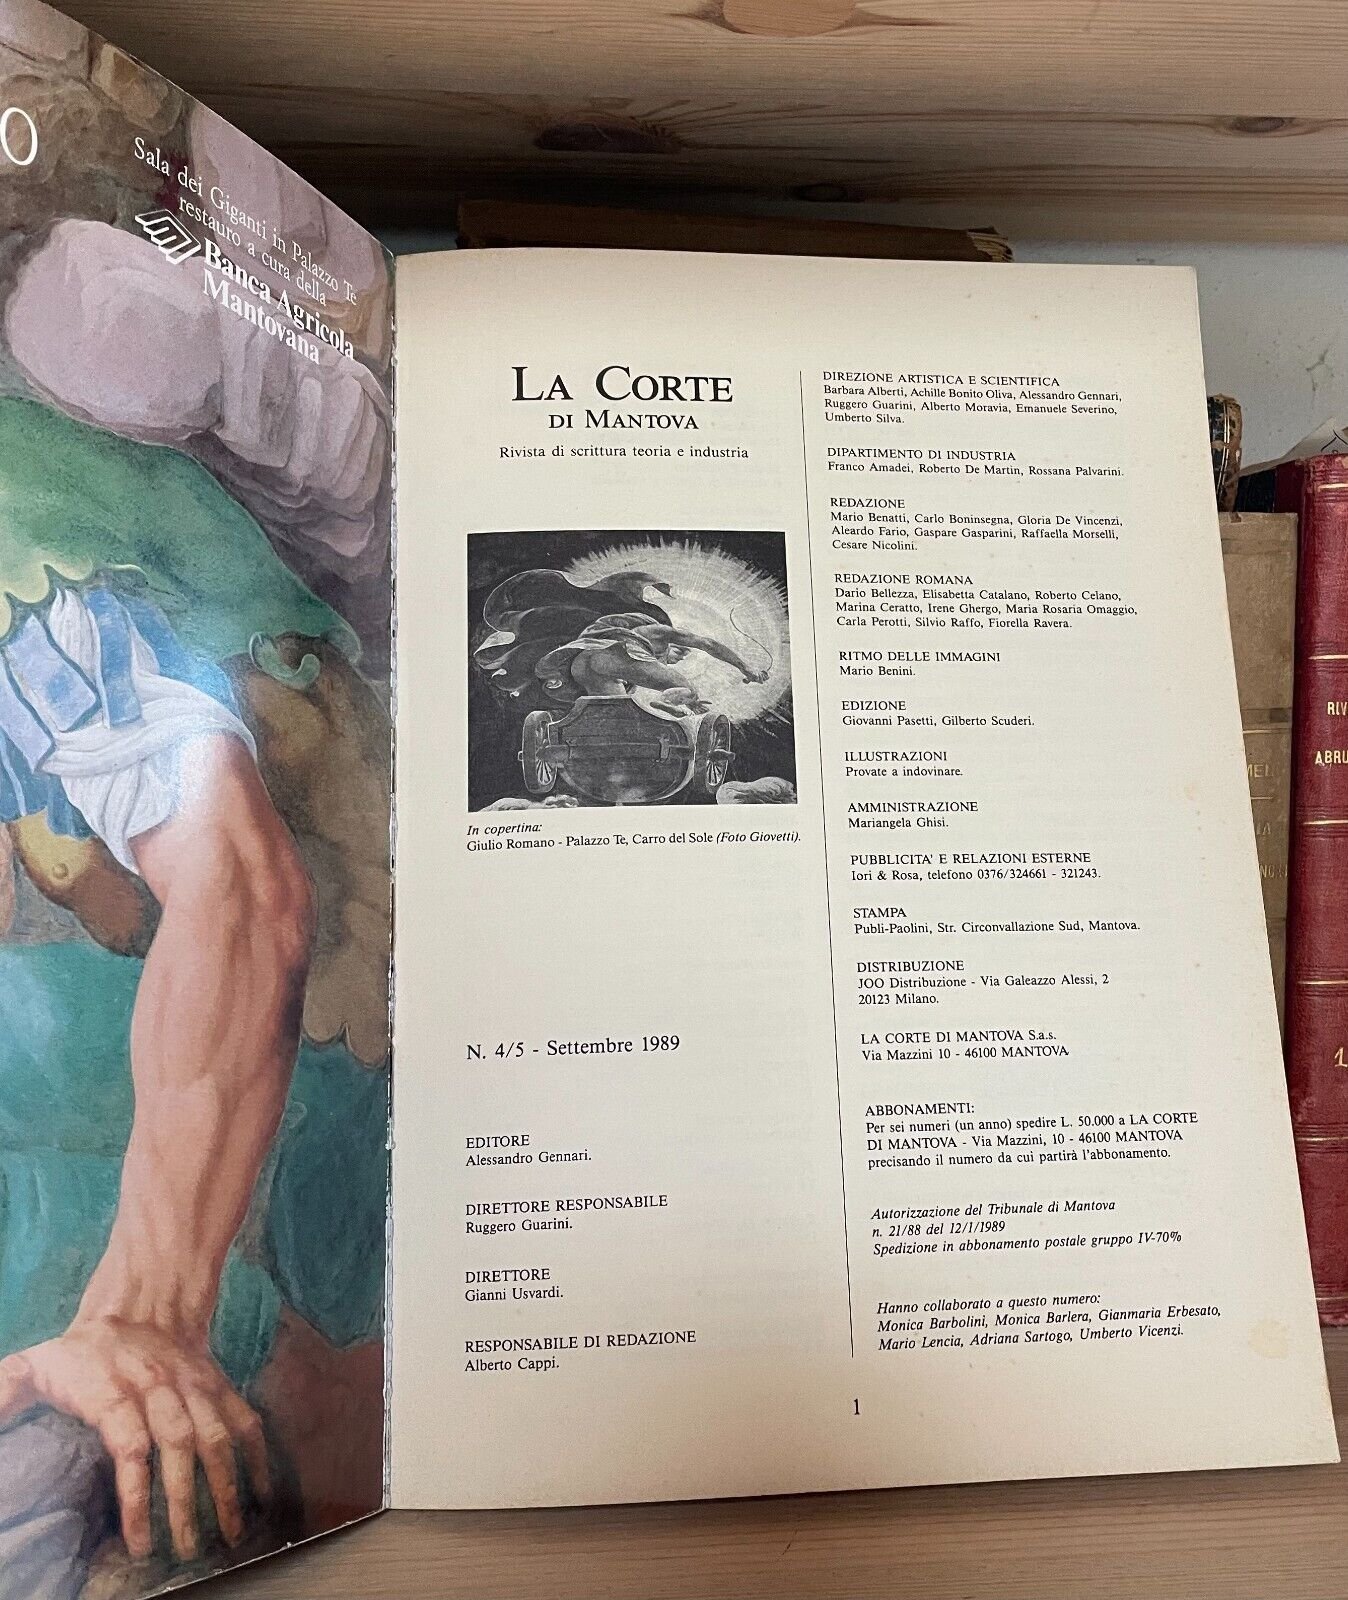 O
Sala dei Giganti in Palazzo Te
restauro a cura della
Banca Agricola
Mantovana
LA CORTE
DI MANTOVA
Rivista di scrittura teoria e industria
In copertina:
Giulio Romano - Palazzo Te, Carro del Sole (Foto Giovetti).
N. 4/5 - Settembre 1989
EDITORE
Alessandro Gennari.
DIRETTORE RESPONSABILE
Ruggero Guarini.
DIRETTORE
Gianni Usvardi.
RESPONSABILE DI REDAZIONE
Alberto Cappi.
DIREZIONE ARTISTICA E SCIENTIFICA
Barbara Alberti, Achille Bonito Oliva, Alessandro Gennari,
Ruggero Guarini, Alberto Moravia, Emanuele Severino,
Umberto Silva.
DIPARTIMENTO DI INDUSTRIA
Franco Amadei, Roberto De Martin, Rossana Palvarini.
REDAZIONE
Mario Benatti, Carlo Boninsegna, Gloria De Vincenzi,
Aleardo Fario, Gaspare Gasparini, Raffaella Morselli,
Cesare Nicolini.
REDAZIONE ROMANA
Dario Bellezza, Elisabetta Catalano, Roberto Celano,
Marina Ceratto, Irene Ghergo, Maria Rosaria Omaggio,
Carla Perotti, Silvio Raffo, Fiorella Ravera.
RITMO DELLE IMMAGINI
Mario Benini.
EDIZIONE
Giovanni Pasetti, Gilberto Scuderi.
ILLUSTRAZIONI
Provate a indovinare.
AMMINISTRAZIONE
Mariangela Ghisi.
PUBBLICITA' E RELAZIONI ESTERNE
Iori & Rosa, telefono 0376/324661 - 321243.
STAMPA
Publi-Paolini, Str. Circonvallazione Sud, Mantova.
DISTRIBUZIONE
JOO Distribuzione - Via Galeazzo Alessi, 2
20123 Milano.
LA CORTE DI MANTOVA S.a.s.
Via Mazzini 10 - 46100 MANTOVA
ABBONAMENTI:
Per sei numeri (un anno) spedire L. 50.000 a LA CORTE
DI MANTOVA - Via Mazzini, 10 - 46100 MANTOVA
precisando il numero da cui partirà l'abbonamento.
Autorizzazione del Tribunale di Mantova
n. 21/88 del 12/1/1989
Spedizione in abbonamento postale gruppo IV-70%
Hanno collaborato a questo numero:
Monica Barbolini, Monica Barlera, Gianmaria Erbesato,
Mario Lencia, Adriana Sartogo, Umberto Vicenzi.
1
RIV
ABRU